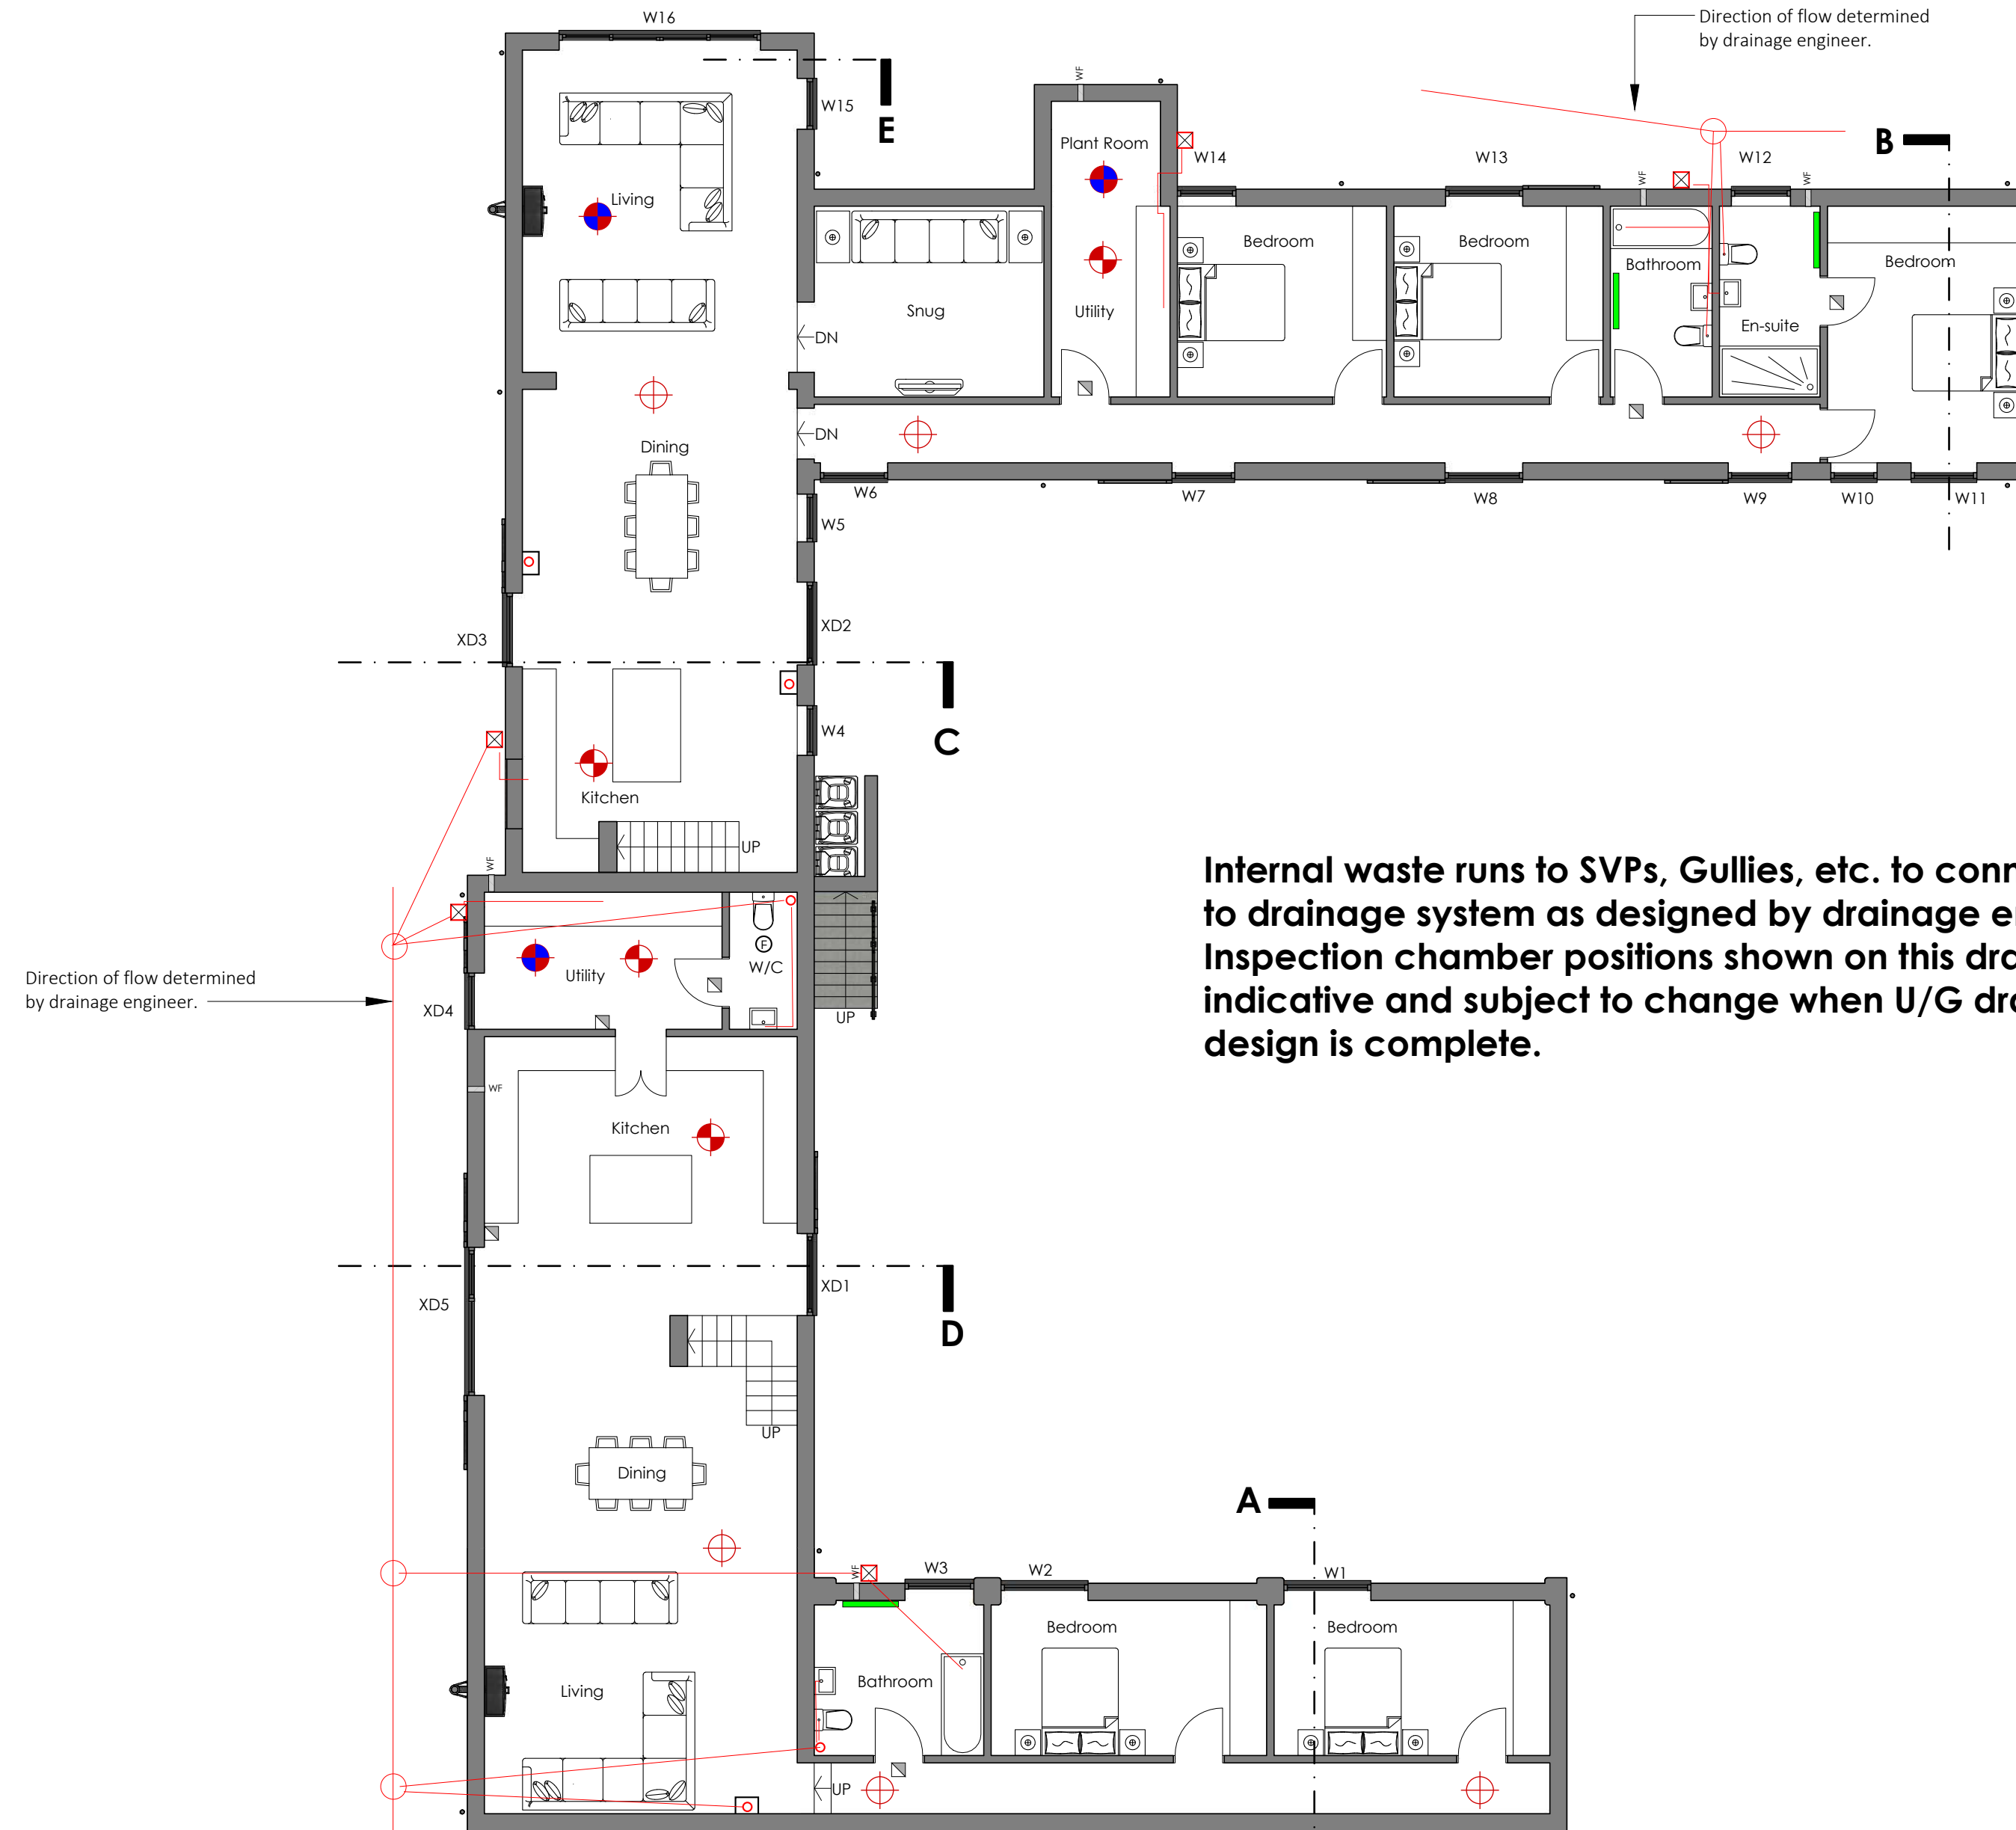 W16
Direction of flow determined
by drainage engineer.
E
W15
WF
Plant Room
W14
W13
W12
B
WF
WF
Living
Bedroom
Bedroom
Bathroom
Bedroom
Snug
Utility
En-suite
DN
DN
Dining
W6
W7
W8
W9
W10
W11
W5
XD3
XD2
C
W4
Kitchen
UP
WF
Internal waste runs to SVPs, Gullies, etc. to
to drainage system as designed by drainage
Inspection chamber positions shown on this
indicative and subject to change when U/G
design is complete.
F
W/C
Utility
Direction of flow determined
by drainage engineer.
XD4
UP
WF
Kitchen
XD1
XD5
D
UP
Dining
A
WF
W3
W2
W1
Bedroom
Bedroom
Bathroom
Living
UP